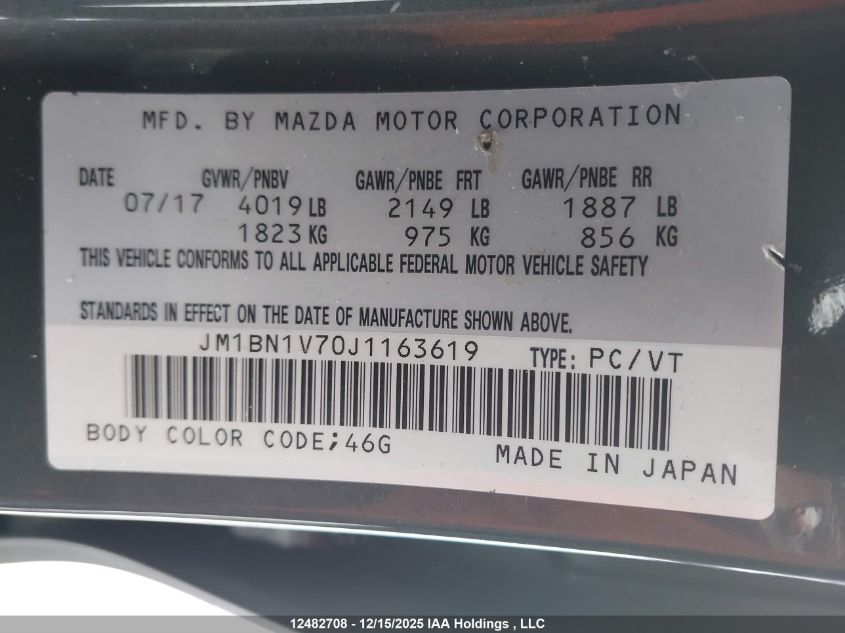 MFD. BY MAZDA MOTOR CORPORATION
DATE GVWR/PNBV GAWR/PNBE FRT GAWR/PNBE RR
07/17 4019 LB 2149 LB 1887 LB
1823 KG 975 KG 856 KG
THIS VEHICLE CONFORMS TO ALL APPLICABLE FEDERAL MOTOR VEHICLE SAFETY
STANDARDS IN EFFECT ON THE DATE OF MANUFACTURE SHOWN ABOVE.
JM1BN1V70J1163619 TYPE: PC/VT
BODY COLOR CODE;46G MADE IN JAPAN
12482708 - 12/15/2025 IAA Holdings , LLC